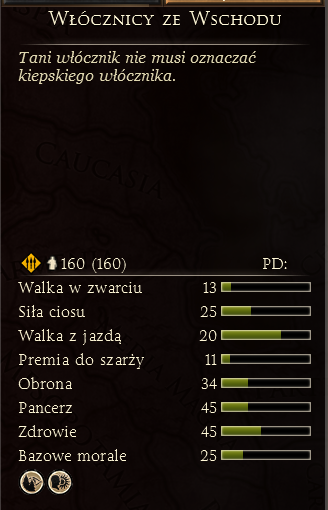 Włócznicy ze Wschodu
Tani włócznik nie musi oznaczać
kiepskiego włócznika.
CAUCASIA
160 (160) PD:
Walka w zwarciu 13
Siła ciosu 25
Walka z jazdą 20
Premia do szarży 11
Obrona 34
Pancerz 45
Zdrowie 45
Bazowe morale 25